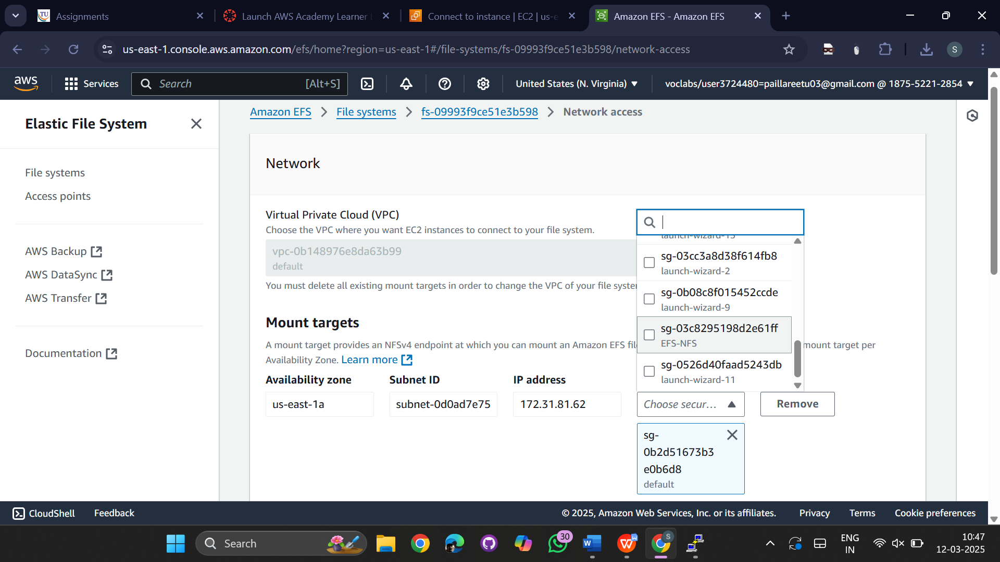 Assignments
Launch AWS Academy Learner
Connect to instance | EC2 | us-e
Amazon EFS - Amazon EFS
us-east-1.console.aws.amazon.com/efs/home?region=us-east-1#/file-systems/fs-09993f9ce51e3b598/network-access
S
aws
Services
Search
[Alt+S]
United States (N. Virginia)
voclabs/user3724480=paillareetu03@gmail.com @ 1875-5221-2854
Elastic File System
File systems
Access points
AWS Backup
AWS DataSync
AWS Transfer
Documentation
Amazon EFS
File systems
fs-09993f9ce51e3b598
Network access
Network
Virtual Private Cloud (VPC)
Choose the VPC where you want EC2 instances to connect to your file system.
vpc-0b148976e8da63b99
default
You must delete all existing mount targets in order to change the VPC of your file system
launch-wizard-13
sg-03cc3a8d38f614fb8
launch-wizard-2
sg-0b08c8f015452ccde
launch-wizard-9
sg-03c8295198d2e61ff
EFS-NFS
sg-0526d40faad5243db
launch-wizard-11
Mount targets
A mount target provides an NFSv4 endpoint at which you can mount an Amazon EFS mount target per
Availability Zone. Learn more
Availability zone
Subnet ID
IP address
us-east-1a
subnet-0d0ad7e75
172.31.81.62
Choose secur...
Remove
sg-
0b2d51673b3
e0b6d8
default
CloudShell
Feedback
© 2025, Amazon Web Services, Inc. or its affiliates.
Privacy
Terms
Cookie preferences
Search
30
S
ENG
IN
10:47
12-03-2025